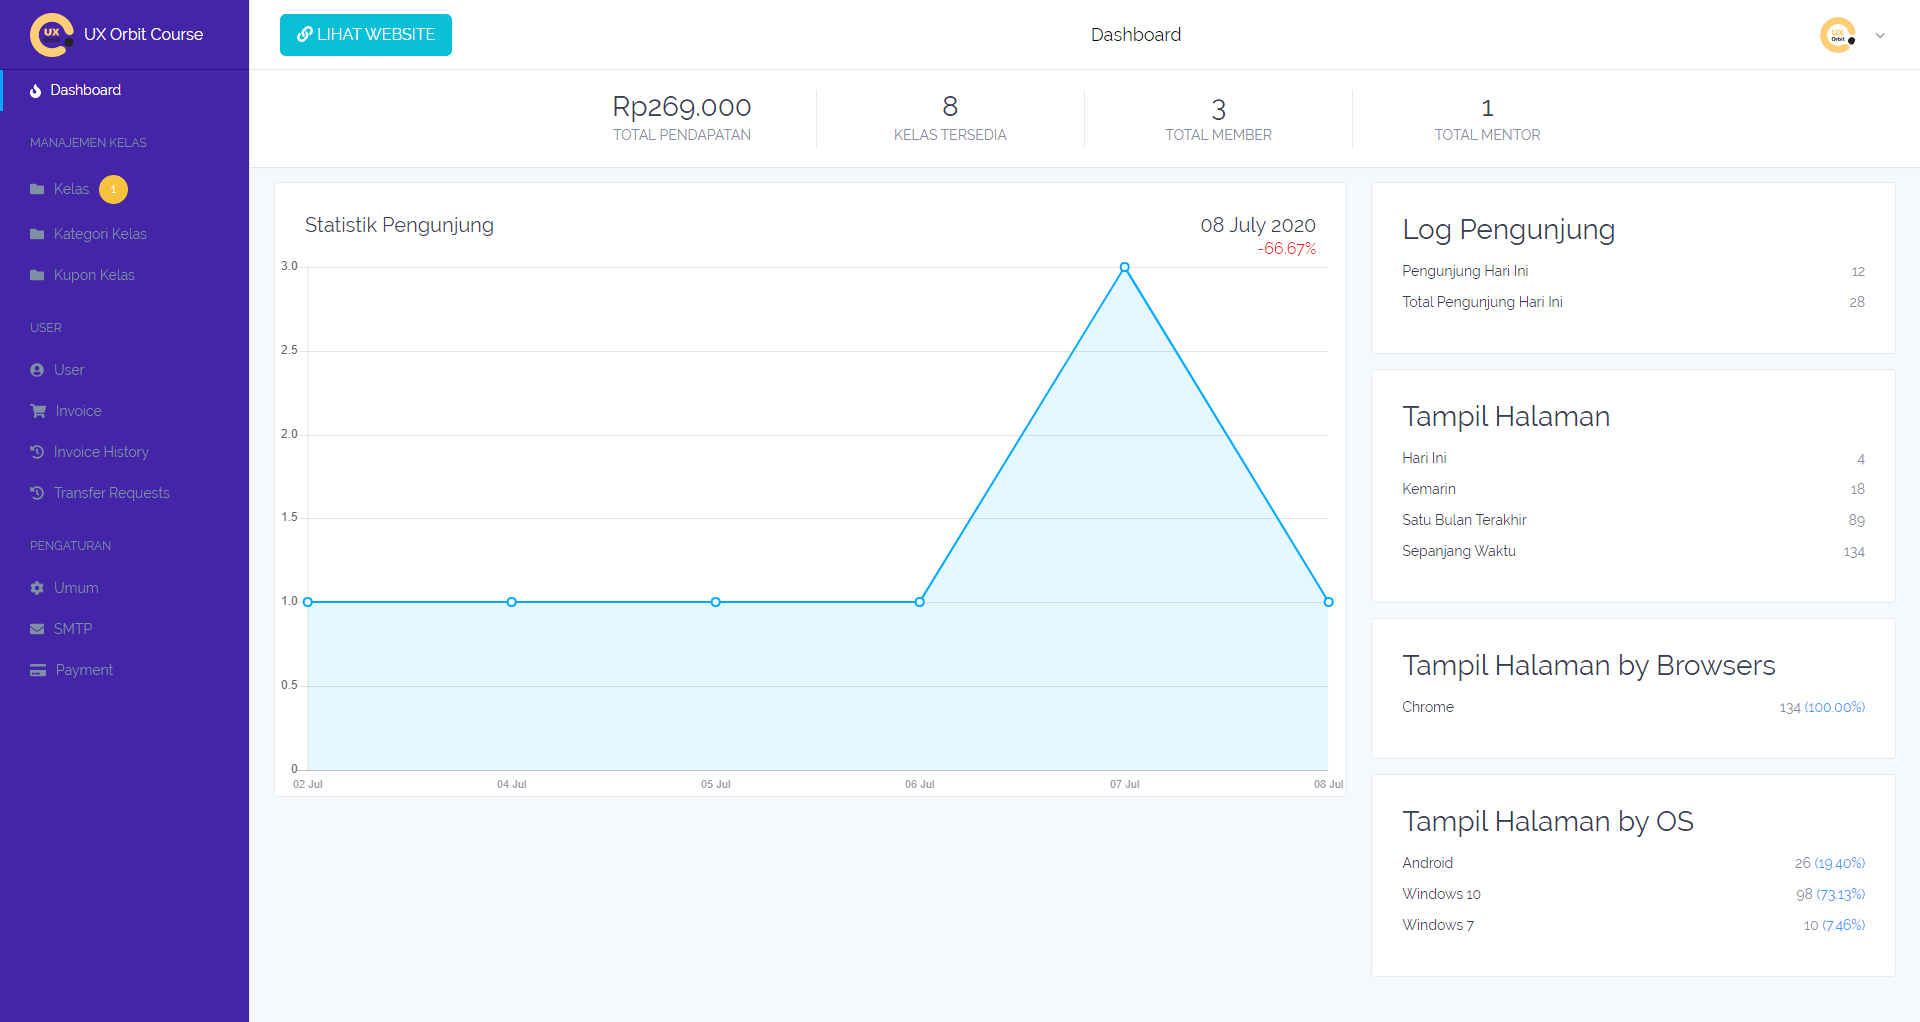 UX
Orbit
UX Orbit Course
LIHAT WEBSITE
Dashboard
UX
Orbit
Dashboard
MANAJEMEN KELAS
Kelas 1
Kategori Kelas
Kupon Kelas
USER
User
Invoice
Invoice History
Transfer Requests
PENGATURAN
Umum
SMTP
Payment
Rp269.000
TOTAL PENDAPATAN
8
KELAS TERSEDIA
3
TOTAL MEMBER
1
TOTAL MENTOR
Statistik Pengunjung
08 July 2020
-66.67%
3.0
2.5
2.0
1.5
1.0
0.5
0
02 Jul 04 Jul 05 Jul 06 Jul 07 Jul 08 Jul
Log Pengunjung
Pengunjung Hari Ini 12
Total Pengunjung Hari Ini 28
Tampil Halaman
Hari Ini 4
Kemarin 18
Satu Bulan Terakhir 89
Sepanjang Waktu 134
Tampil Halaman by Browsers
Chrome 134 (100.00%)
Tampil Halaman by OS
Android 26 (19.40%)
Windows 10 98 (73.13%)
Windows 7 10 (7.46%)